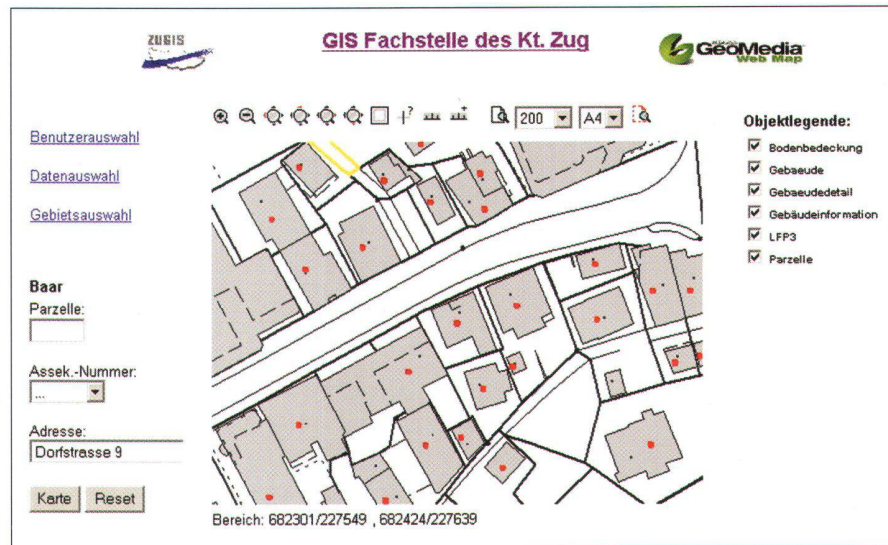 ZUGIS
GIS Fachstelle des Kt. Zug
GeoMedia
Web Map
Benutzerauswahl
Datenauswahl
Gebietsauswahl
Baar
Parzelle:
Assek.-Nummer:
...
Adresse:
Dorfstrasse 9
Karte Reset
200 A4
Bereich: 682301/227549 , 682424/227639
Objektlegende:
Bodenbedeckung
Gebaeude
Gebaeudedetail
Gebäudeinformation
LFP3
Parzelle